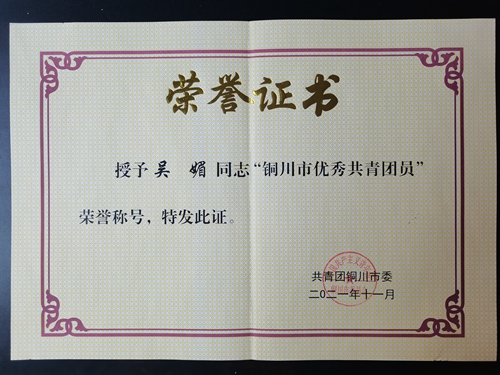 荣誉证书
授予吴 媚同志“铜川市优秀共青团员”
荣誉称号，特发此证。
共青团铜川市委
二〇二一年十一月